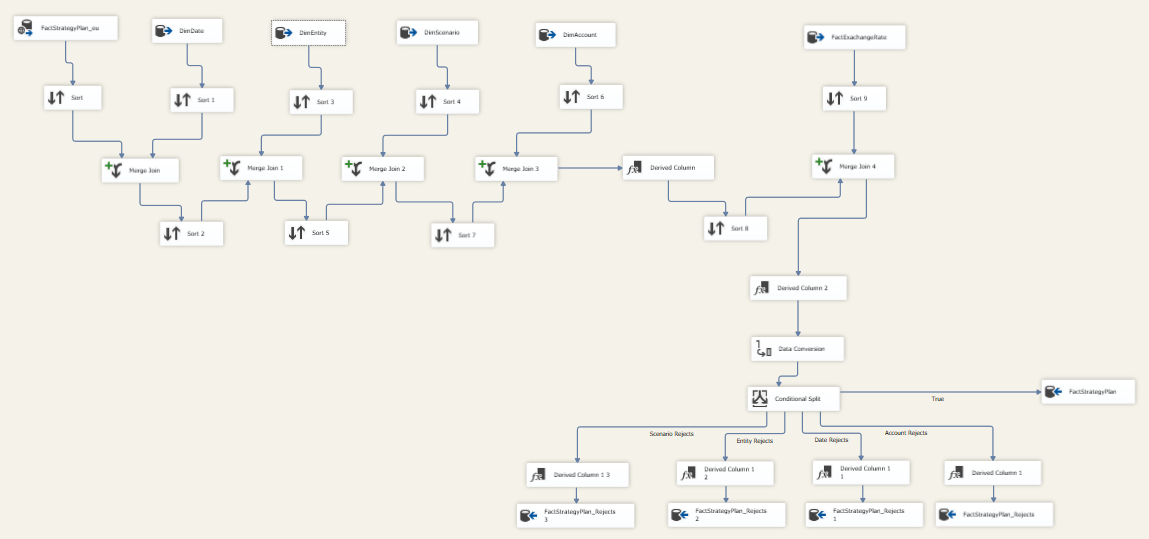 FactStrategyPlan_eu
DimDate
DimEntity
DimScenario
DimAccount
FactExachangeRate
Sort
Sort 1
Sort 3
Sort 4
Sort 6
Sort 9
Merge Join
Merge Join 1
Merge Join 2
Merge Join 3
Derived Column
Merge Join 4
Sort 2
Sort 5
Sort 7
Sort 8
Derived Column 2
Data Conversion
Conditional Split
True
FactStrategyPlan
Scenario Rejects
Entity Rejects
Date Rejects
Account Rejects
Derived Column 1 3
Derived Column 1
2
Derived Column 1
1
Derived Column 1
FactStrategyPlan_Rejects
3
FactStrategyPlan_Rejects
2
FactStrategyPlan_Rejects
1
FactStrategyPlan_Rejects